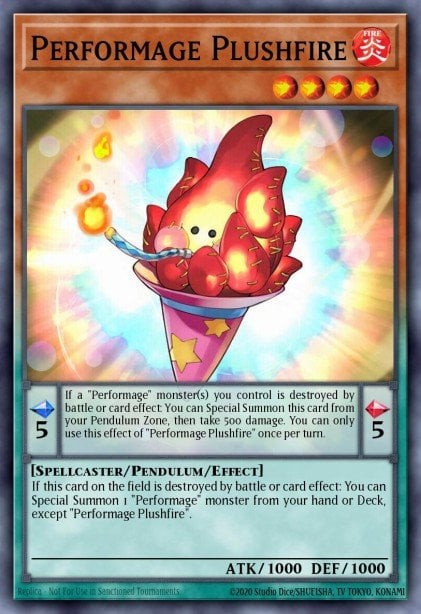 Performage Plushfire
FIRE
炎
If a "Performage" monster(s) you control is destroyed by
battle or card effect: You can Special Summon this card from
your Pendulum Zone, then take 500 damage. You can only
use this effect of "Performage Plushfire" once per turn.
5
5
[Spellcaster/Pendulum/Effect]
If this card on the field is destroyed by battle or card effect: You can
Special Summon 1 "Performage" monster from your hand or Deck,
except "Performage Plushfire".
ATK/1000 DEF/1000
Replica - Not For Use in Sanctioned Tournaments
©2020 Studio Dice/SHUEISHA, TV TOKYO, KONAMI